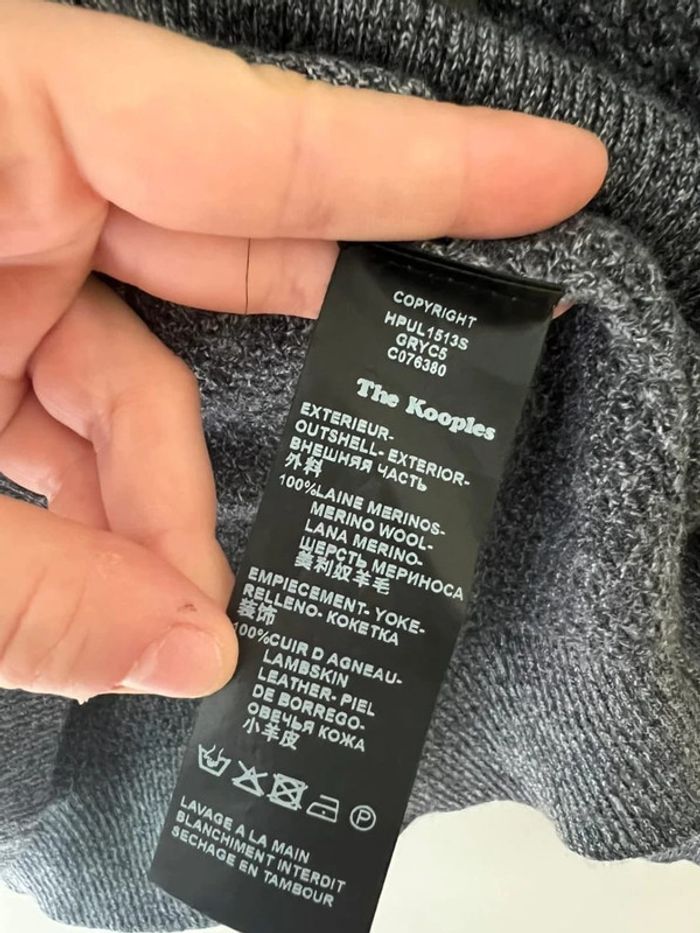 COPYRIGHT
HPUL1513S
GRYC5
C076380
The Kooples
EXTERIEUR-
OUTSHELL- EXTERIOR-
ВНЕШНЯЯ ЧАСТЬ
外料
100%LAINE MERINOS-
MERINO WOOL-
LANA MERINO-
ШЕРСТЬ МЕРИНОСА
美利奴羊毛
EMPIECEMENT- YOKE-
RELLENO- КОКЕТКА
装饰
100%CUIR D AGNEAU-
LAMBSKIN
LEATHER- PIEL
DE BORREGO-
ОВЕЧЬЯ КОЖА
小羊皮
P
LAVAGE A LA MAIN
BLANCHIMENT INTERDIT
SECHAGE EN TAMBOUR